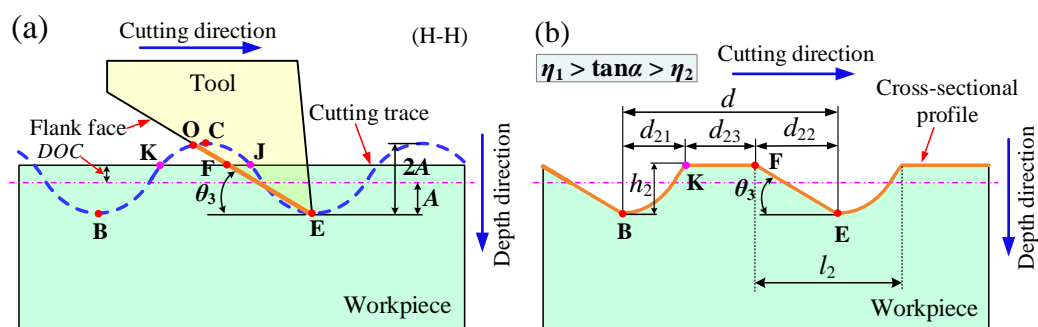 (a)
Cutting direction
(H-H)
Tool
Flank face
Cutting trace
DOC
O
C
K
F
J
2A
A
θ₃
B
E
Depth direction
Workpiece
(b)
η₁ > tanα > η₂
Cutting direction
Cross-sectional
profile
d
d₂₁
d₂₃
d₂₂
h₂
K
F
θ₃
B
E
l₂
Depth direction
Workpiece